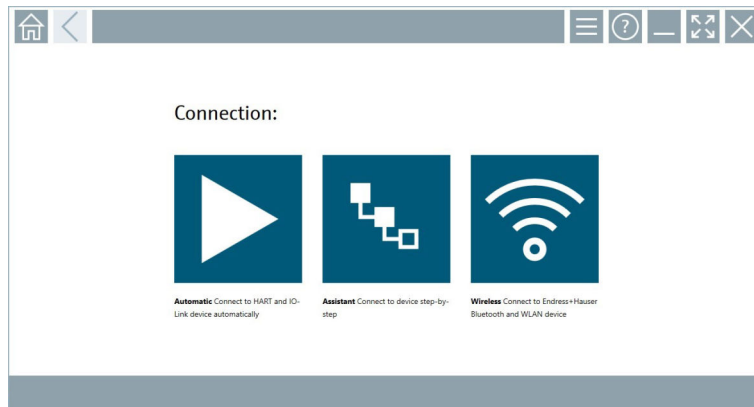 ?
Connection:
Automatic Connect to HART and IO-
Link device automatically
Assistant Connect to device step-by-
step
Wireless Connect to Endress+Hauser
Bluetooth and WLAN device